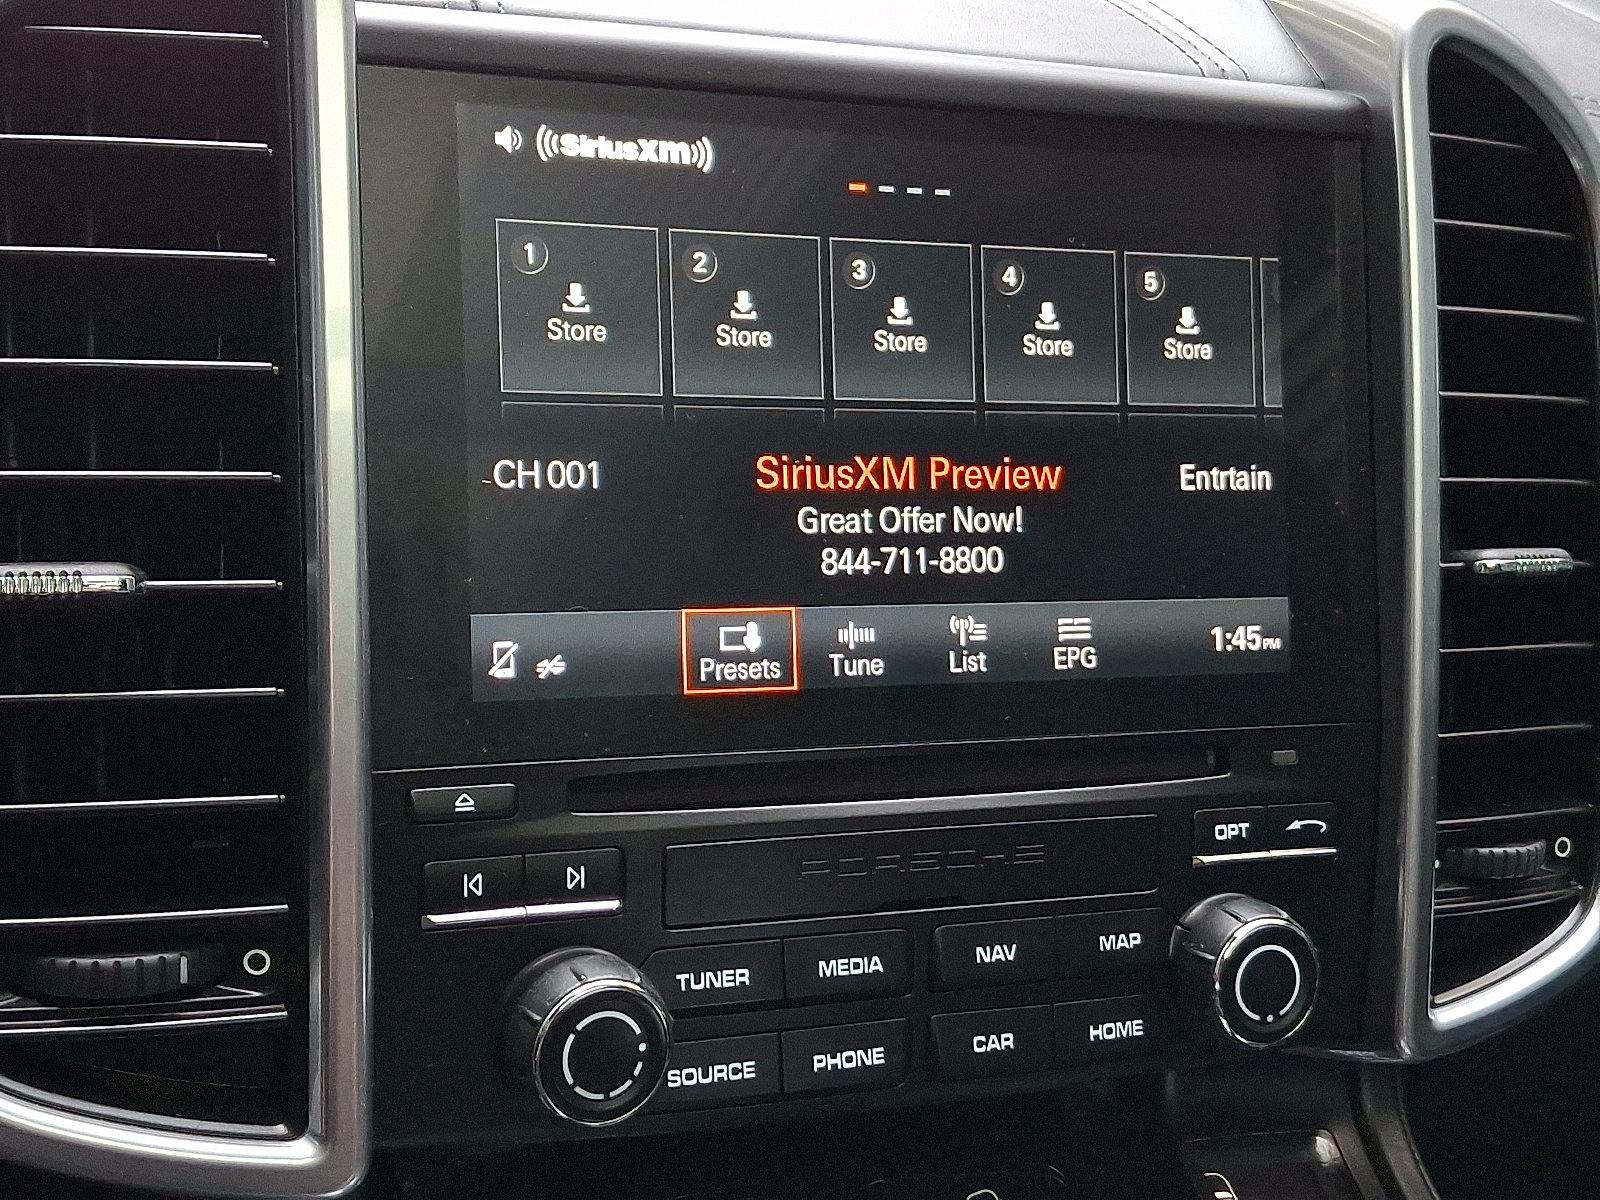 ((SiriusXM))
1
2
3
4
5
Store
Store
Store
Store
Store
CH 001
SiriusXM Preview
Entrtain
Great Offer Now!
844-711-8800
Presets
Tune
List
EPG
1:45PM
OPT
PORSCHE
TUNER
MEDIA
NAV
MAP
SOURCE
PHONE
CAR
HOME